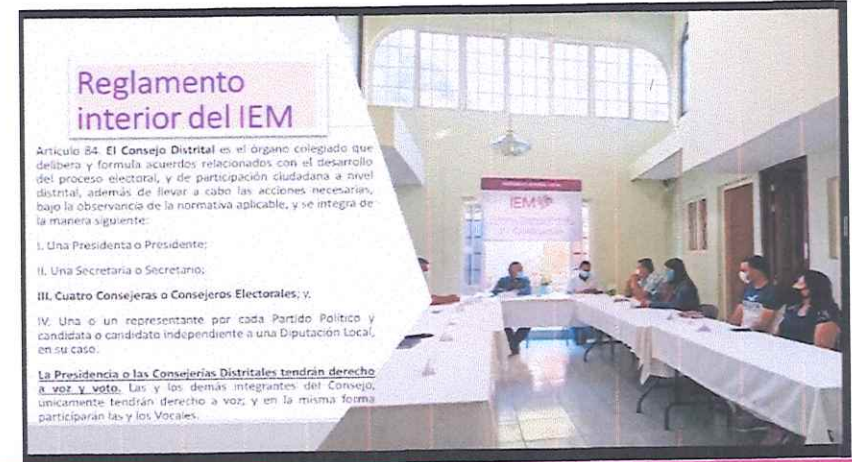 Reglamento
interior del IEM
Artículo 84. El Consejo Distrital es el órgano colegiado que
delibera y formula acuerdos relacionados con el desarrollo
del proceso electoral, y de participación ciudadana a nivel
distrital, además de llevar a cabo las acciones necesarias,
bajo la observancia de la normativa aplicable, y se integra de
la manera siguiente:
I. Una Presidenta o Presidente;
II. Una Secretaria o Secretario;
III. Cuatro Consejeras o Consejeros Electorales; y,
IV. Una o un representante por cada Partido Político y
candidata o candidato independiente a una Diputación Local,
en su caso.
La Presidencia o las Consejerías Distritales tendrán derecho
a voz y voto. Las y los demás integrantes del Consejo,
únicamente tendrán derecho a voz; y en la misma forma
participarán las y los Vocales.
IEM